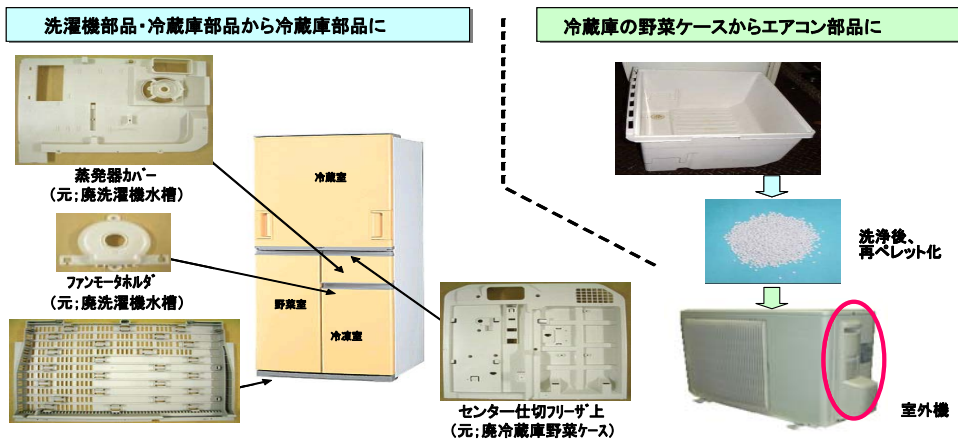 洗濯機部品・冷蔵庫部品から冷蔵庫部品に
冷蔵庫の野菜ケースからエアコン部品に
蒸発器ｶﾊﾞｰ
(元;廃洗濯機水槽)
ﾌｧﾝﾓｰﾀﾎﾙﾀﾞ
(元;廃洗濯機水槽)
冷蔵室
野菜室
冷凍室
センター仕切ﾌﾘｰｻﾞ上
(元;廃冷蔵庫野菜ケース)
洗浄後、
再ペレット化
室外機